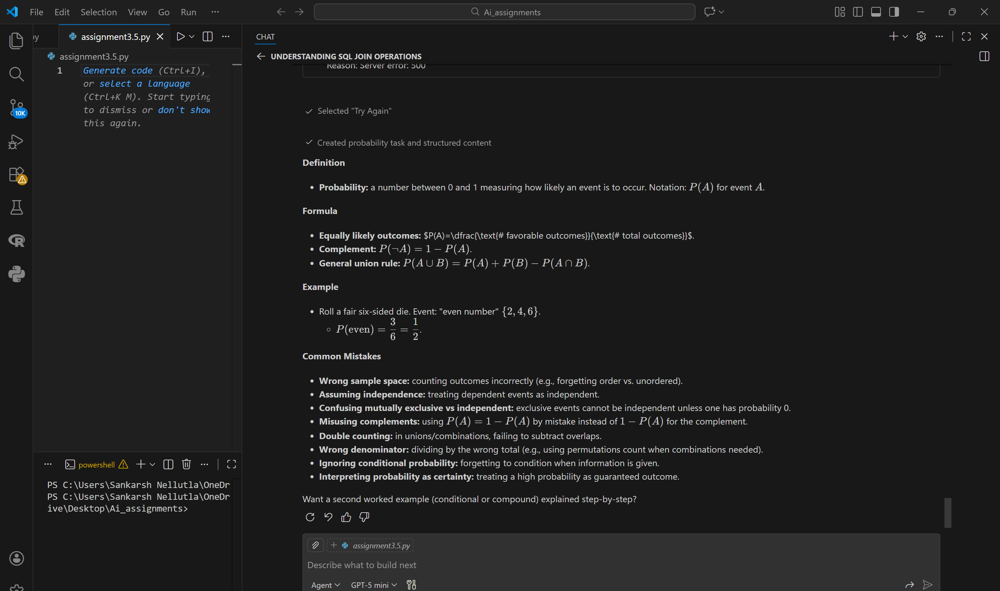 File Edit Selection View Go Run ···
Ai_assignments
py
assignment3.5.py
assignment3.5.py
1
Generate code (Ctrl+I),
or select a language
(Ctrl+K M). Start typing
to dismiss or don't show
this again.
10K
powershell
PS C:\Users\Sankarsh Nellutla\OneDr
PS C:\Users\Sankarsh Nellutla\OneDr
ive\Desktop\Ai_assignments>
CHAT
UNDERSTANDING SQL JOIN OPERATIONS
Reason: Server error: 500
Selected "Try Again"
Created probability task and structured content
Definition
• Probability: a number between 0 and 1 measuring how likely an event is to occur. Notation: P(A) for event A.
Formula
• Equally likely outcomes: $P(A)=\dfrac{\text{# favorable outcomes}}{\text{# total outcomes}}$.
• Complement: P(¬A) = 1 − P(A).
• General union rule: P(A ∪ B) = P(A) + P(B) − P(A ∩ B).
Example
• Roll a fair six-sided die. Event: "even number" {2, 4, 6}.
◦ P(even) = 3/6 = 1/2.
Common Mistakes
• Wrong sample space: counting outcomes incorrectly (e.g., forgetting order vs. unordered).
• Assuming independence: treating dependent events as independent.
• Confusing mutually exclusive vs independent: exclusive events cannot be independent unless one has probability 0.
• Misusing complements: using P(A) = 1 − P(A) by mistake instead of 1 − P(A) for the complement.
• Double counting: in unions/combinations, failing to subtract overlaps.
• Wrong denominator: dividing by the wrong total (e.g., using permutations count when combinations needed).
• Ignoring conditional probability: forgetting to condition when information is given.
• Interpreting probability as certainty: treating a high probability as guaranteed outcome.
Want a second worked example (conditional or compound) explained step-by-step?
assignment3.5.py
Describe what to build next
Agent GPT-5 mini